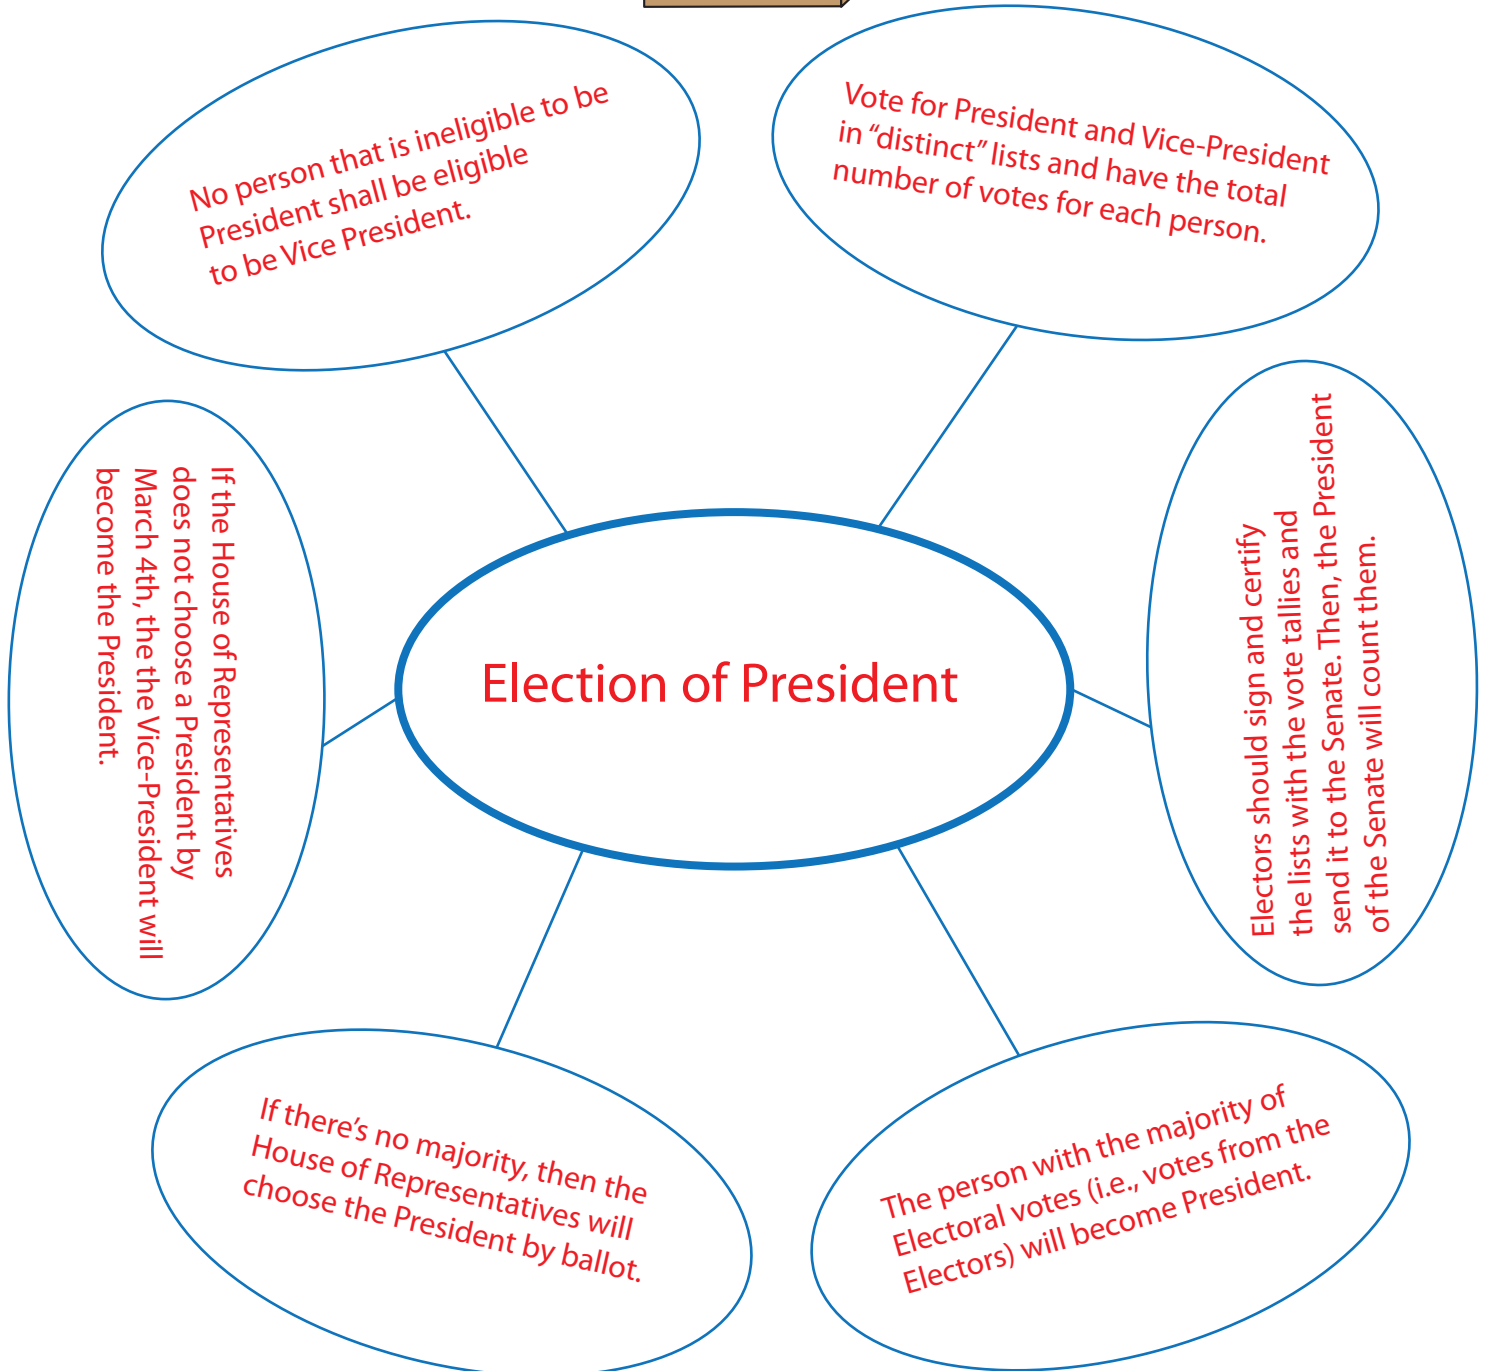 No person that is ineligible to be
President shall be eligible
to be Vice President.
Vote for President and Vice-President
in “distinct” lists and have the total
number of votes for each person.
If the House of Representatives
does not choose a President by
March 4th, the the Vice-President will
become the President.
Election of President
Electors should sign and certify
the lists with the vote tallies and
send it to the Senate. Then, the President
of the Senate will count them.
If there’s no majority, then the
House of Representatives will
choose the President by ballot.
The person with the majority of
Electoral votes (i.e., votes from the
Electors) will become President.